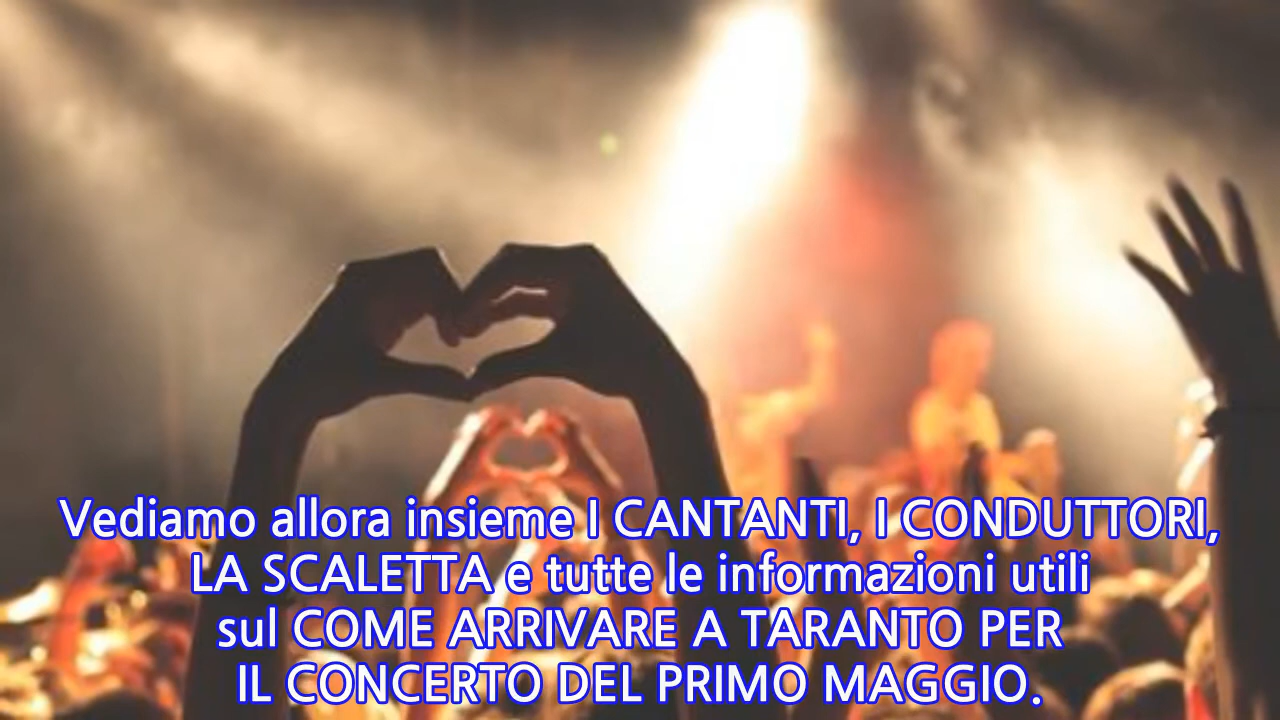 Vediamo allora insieme I CANTANTI, I CONDUTTORI,
LA SCALETTA e tutte le informazioni utili
sul COME ARRIVARE A TARANTO PER
IL CONCERTO DEL PRIMO MAGGIO.